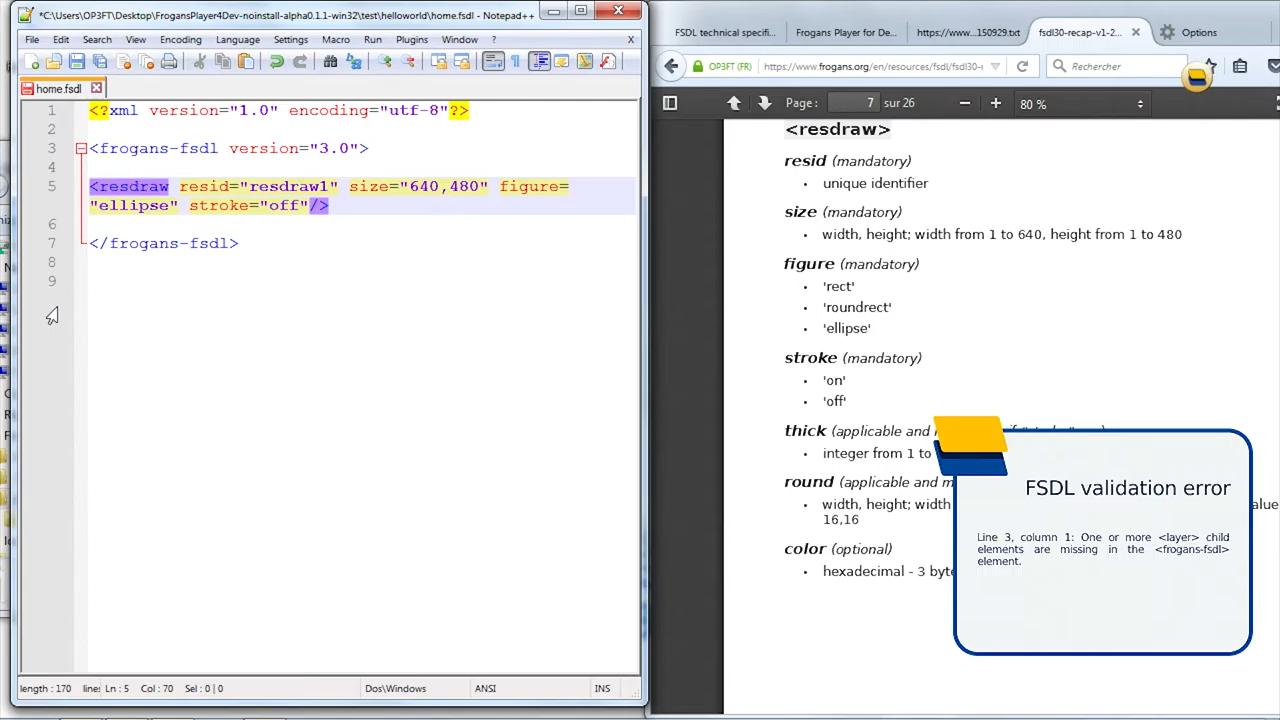 *C:\Users\OP3FT\Desktop\FrogansPlayer4Dev-noinstall-alpha0.1.1-win32\test\helloworld\home.fsdl - Notepad++
File Edit Search View Encoding Language Settings Macro Run Plugins Window ? X
home.fsdl
1 <?xml version="1.0" encoding="utf-8"?>
2
3 <frogans-fsdl version="3.0">
4
5 <resdraw resid="resdraw1" size="640,480" figure=
"ellipse" stroke="off"/>
6
7 </frogans-fsdl>
8
9
length : 170 lines Ln : 5 Col : 70 Sel : 0 | 0 Dos\Windows ANSI INS
FSDL technical specifi... Frogans Player for De... https://www....150929.txt fsdl30-recap-v1-2... Options
OP3FT (FR) https://www.frogans.org/en/resources/fsdl/fsdl30- Rechercher
Page : 7 sur 26 80 %
<resdraw>
resid (mandatory)
• unique identifier
size (mandatory)
• width, height; width from 1 to 640, height from 1 to 480
figure (mandatory)
• 'rect'
• 'roundrect'
• 'ellipse'
stroke (mandatory)
• 'on'
• 'off'
thick (applicable and
• integer from 1 to
round (applicable and
• width, height; width
16,16
color (optional)
• hexadecimal - 3
FSDL validation error
Line 3, column 1: One or more <layer> child
elements are missing in the <frogans-fsdl>
element.